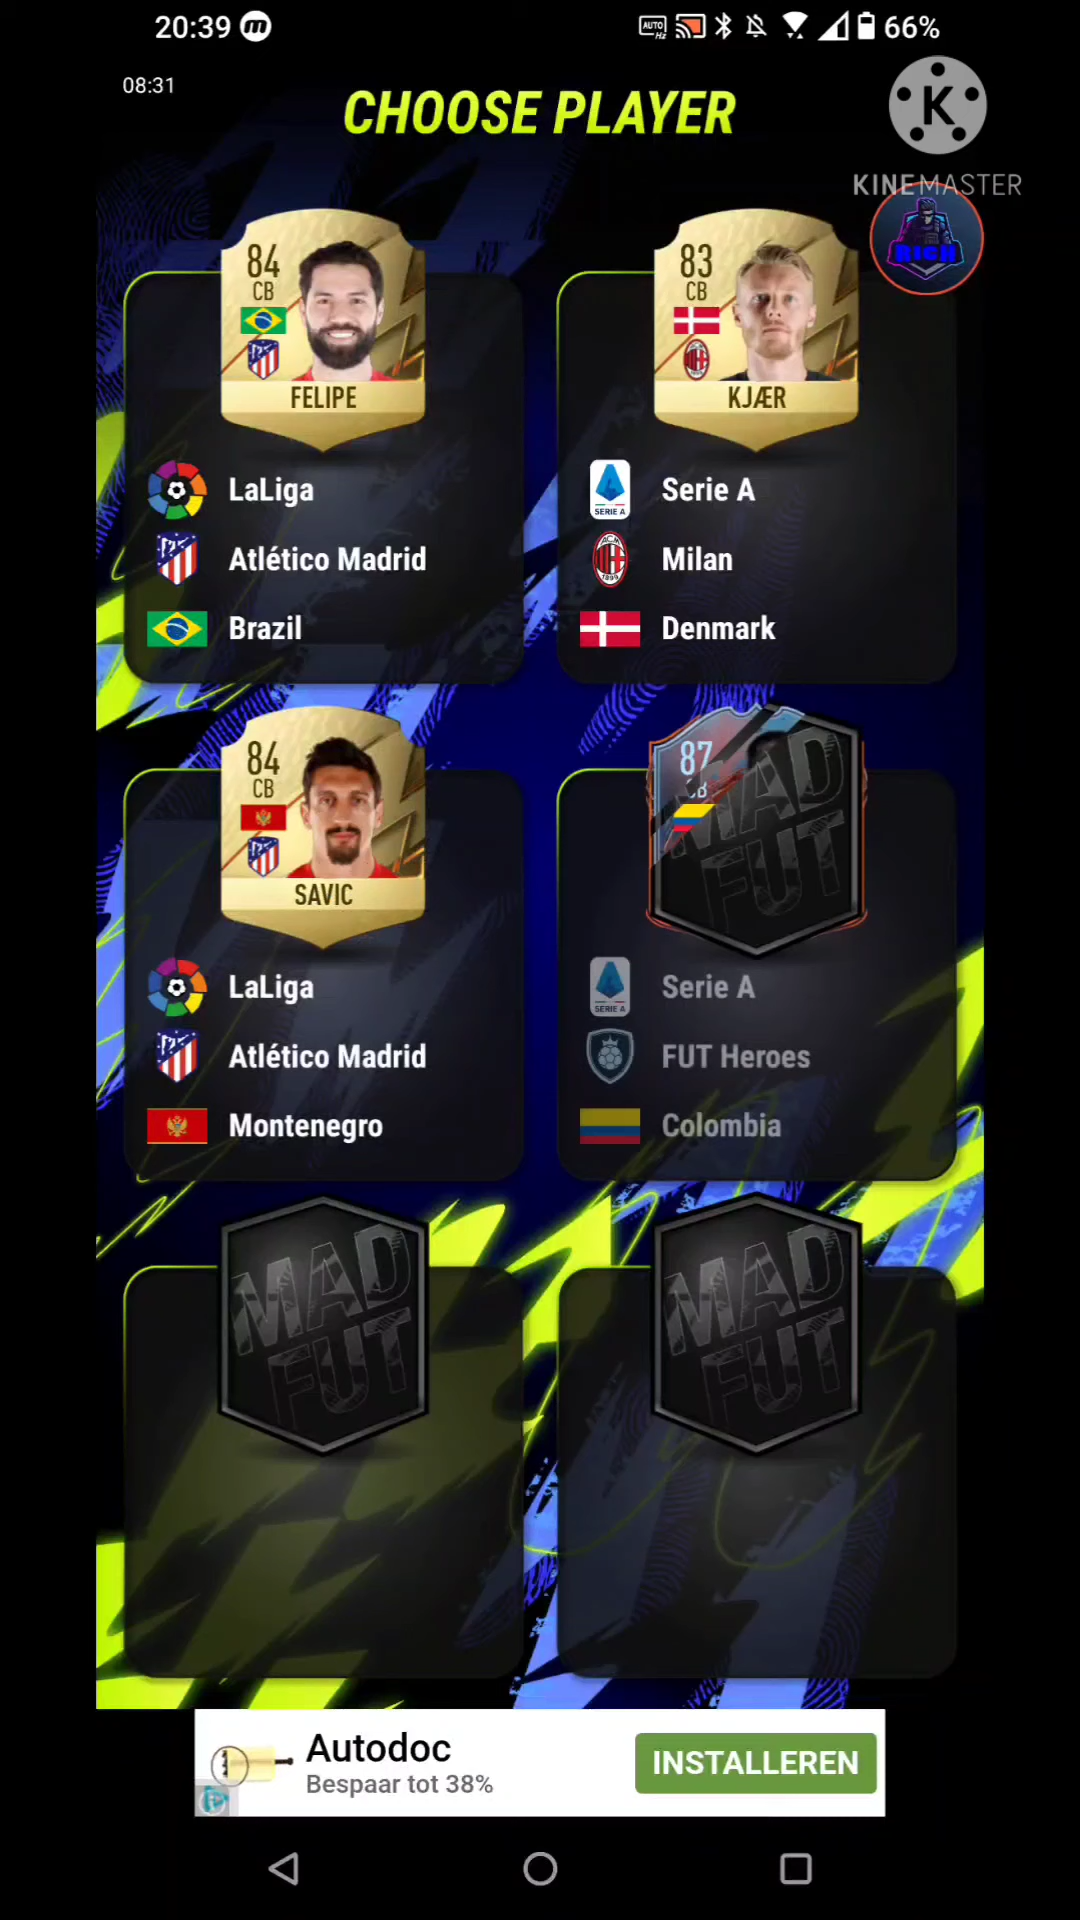 20:39
66%
08:31
CHOOSE PLAYER
K
KINEMASTER
RICH
84
CB
FELIPE
83
CB
KJÆR
LaLiga
Serie A
Atlético Madrid
Milan
Brazil
Denmark
84
CB
SAVIC
87
CB
MAD
FUT
LaLiga
Serie A
Atlético Madrid
FUT Heroes
Montenegro
Colombia
MAD
FUT
MAD
FUT
Autodoc
Bespaar tot 38%
INSTALLEREN